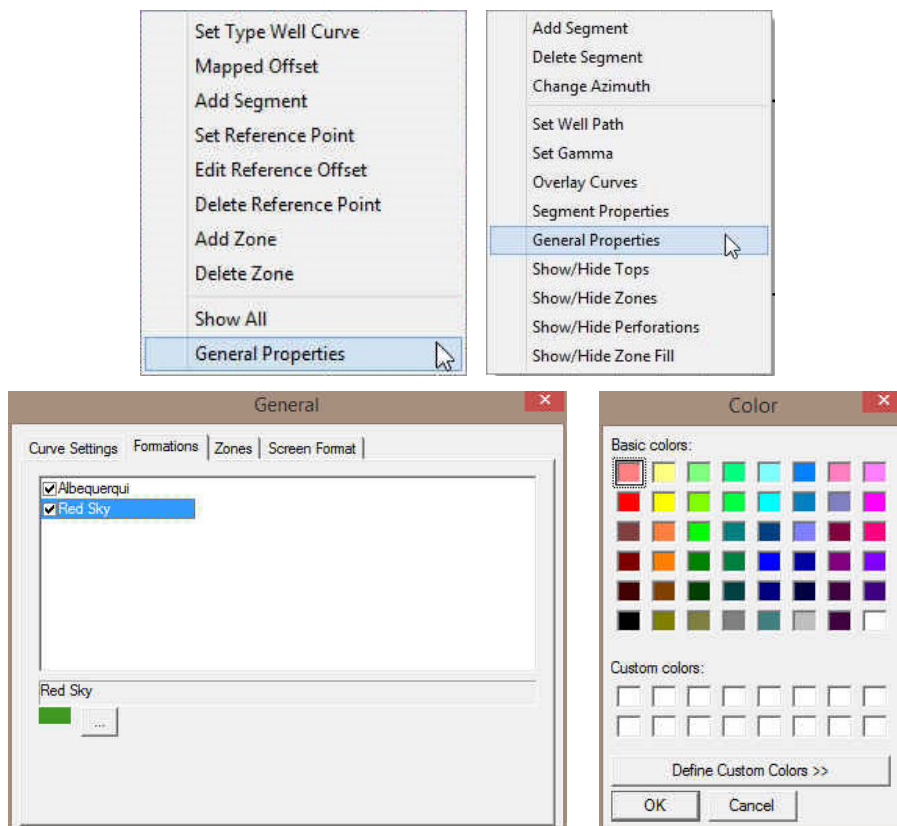 Set Type Well Curve
Mapped Offset
Add Segment
Set Reference Point
Edit Reference Offset
Delete Reference Point
Add Zone
Delete Zone
Show All
General Properties
Add Segment
Delete Segment
Change Azimuth
Set Well Path
Set Gamma
Overlay Curves
Segment Properties
General Properties
Show/Hide Tops
Show/Hide Zones
Show/Hide Perforations
Show/Hide Zone Fill
General
Curve Settings Formations Zones Screen Format
Albequerqui
Red Sky
Red Sky
...
Color
Basic colors:
Custom colors:
Define Custom Colors >>
OK Cancel